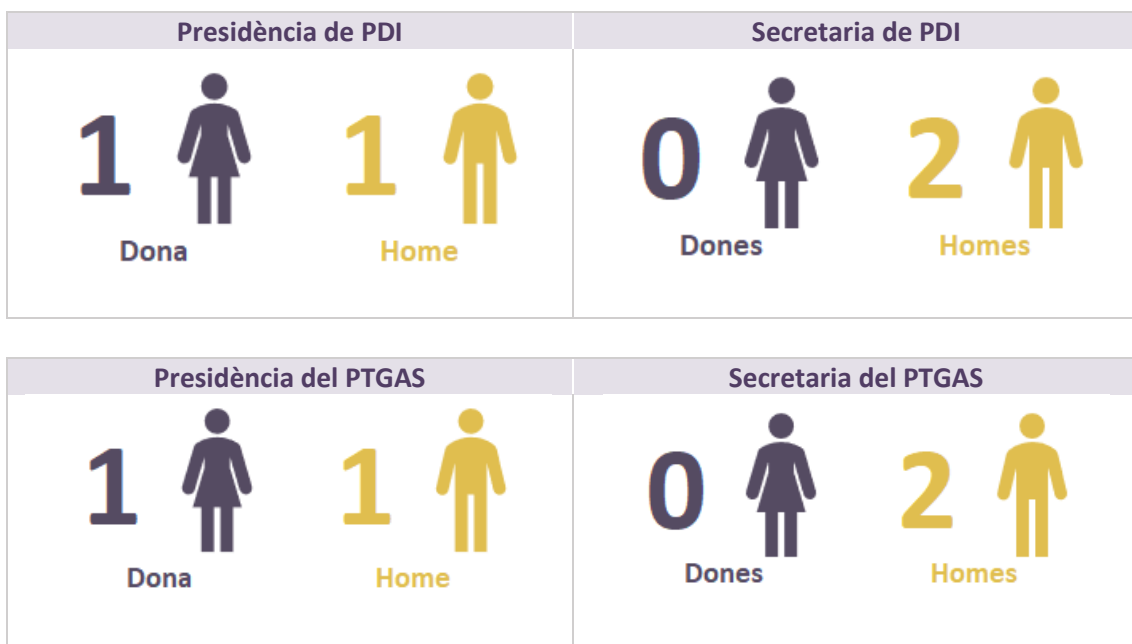 Presidència de PDI
Secretaria de PDI
1
1
0
2
Dona
Home
Dones
Homes
Presidència del PTGAS
Secretaria del PTGAS
1
1
0
2
Dona
Home
Dones
Homes